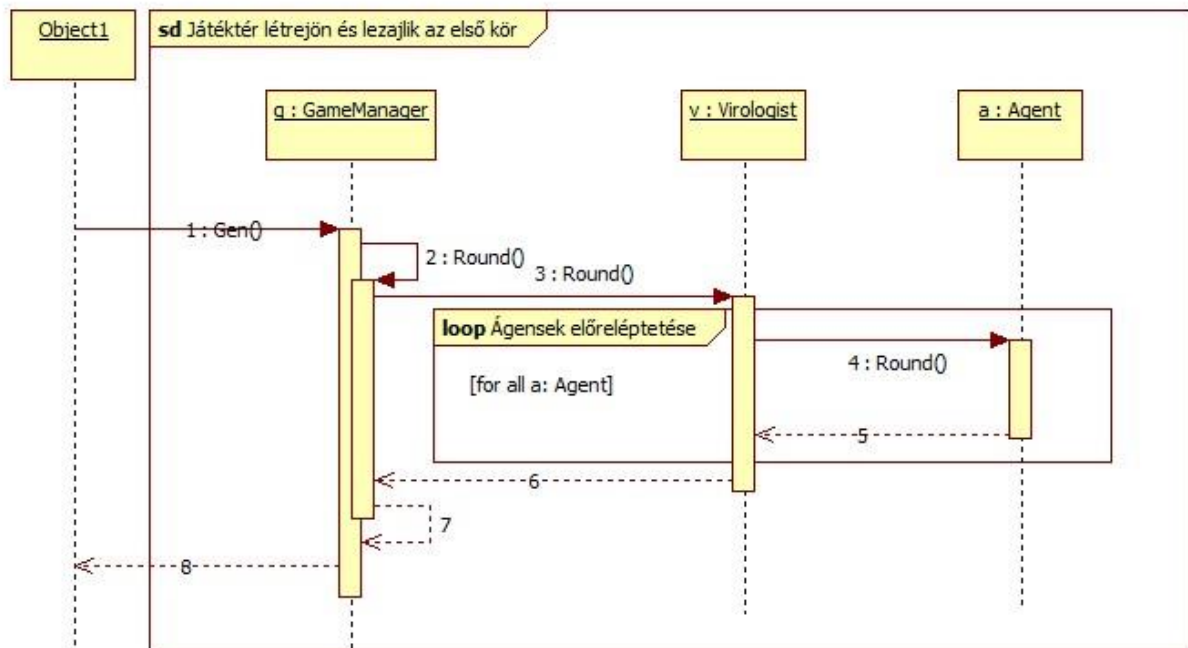 Object1
sd Játéktér létrejön és lezajlik az első kör
g : GameManager
v : Virologist
a : Agent
1 : Gen()
2 : Round()
3 : Round()
loop Ágensek előreléptetése
4 : Round()
[for all a: Agent]
5
6
7
8